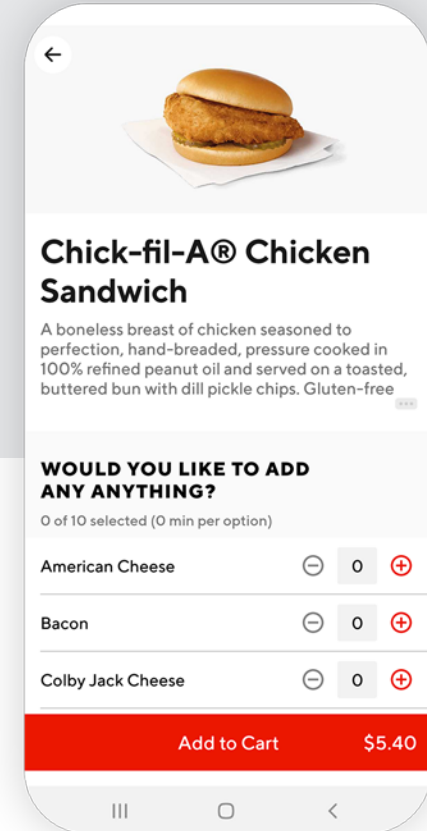 Chick-fil-A® Chicken
Sandwich
A boneless breast of chicken seasoned to
perfection, hand-breaded, pressure cooked in
100% refined peanut oil and served on a toasted,
buttered bun with dill pickle chips. Gluten-free
WOULD YOU LIKE TO ADD
ANY ANYTHING?
0 of 10 selected (0 min per option)
American Cheese 0
Bacon 0
Colby Jack Cheese 0
Add to Cart $5.40